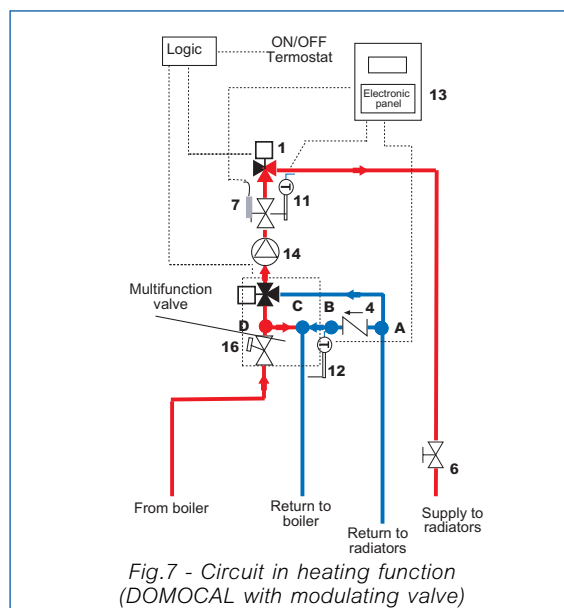 Logic
ON/OFF
Termostat
Electronic
panel
13
1
T
11
7
14
Multifunction
valve
C
B
4
D
A
16
T
12
6
From boiler
Return to
boiler
Return to
radiators
Supply to
radiators
Fig.7 - Circuit in heating function
(DOMOCAL with modulating valve)